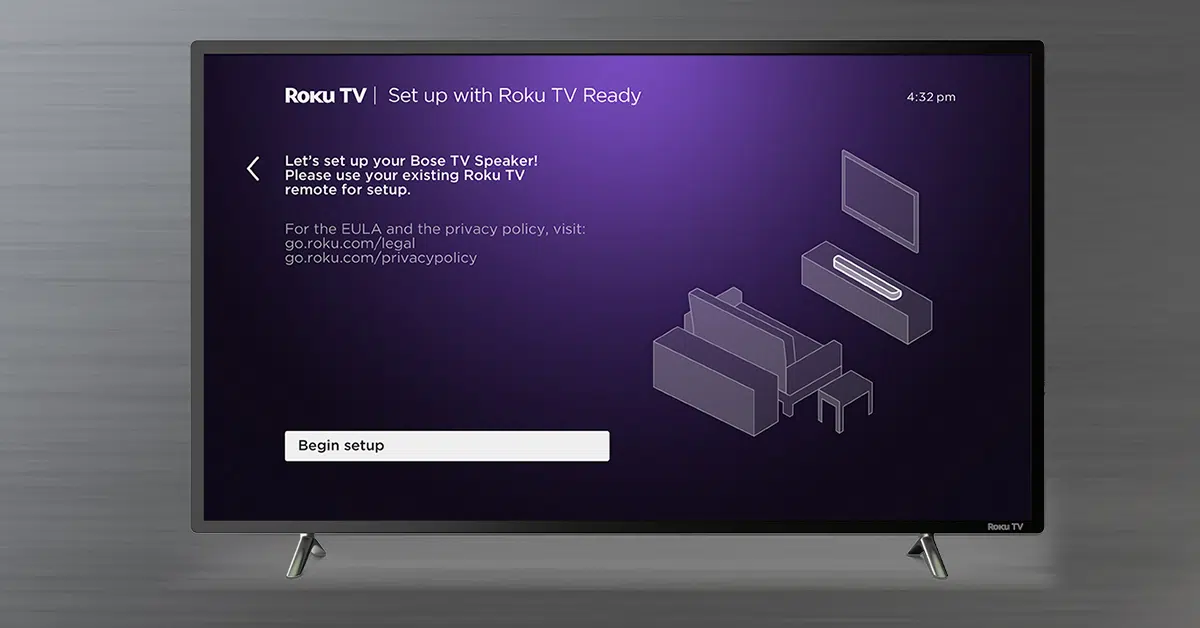 Roku TV | Set up with Roku TV Ready
4:32 pm
Let's set up your Bose TV Speaker!
Please use your existing Roku TV
remote for setup.
For the EULA and the privacy policy, visit:
go.roku.com/legal
go.roku.com/privacypolicy
Begin setup
Roku TV